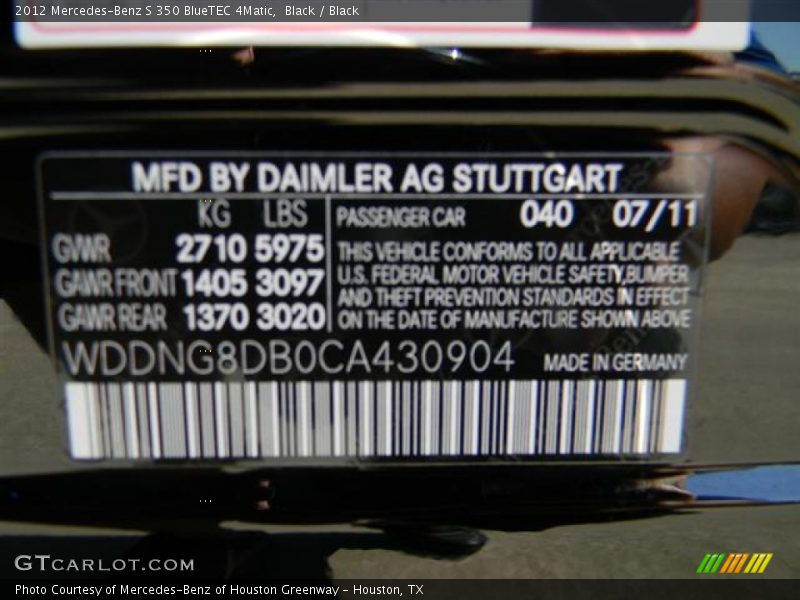 2012 Mercedes-Benz S 350 BlueTEC 4Matic, Black / Black
MFD BY DAIMLER AG STUTTGART
KG LBS
GVWR 2710 5975
GAWR FRONT 1405 3097
GAWR REAR 1370 3020
PASSENGER CAR 040 07/11
THIS VEHICLE CONFORMS TO ALL APPLICABLE
U.S. FEDERAL MOTOR VEHICLE SAFETY,BUMPER
AND THEFT PREVENTION STANDARDS IN EFFECT
ON THE DATE OF MANUFACTURE SHOWN ABOVE
WDDNG8DB0CA430904 MADE IN GERMANY
GTCARLOT.COM
Photo Courtesy of Mercedes-Benz of Houston Greenway - Houston, TX